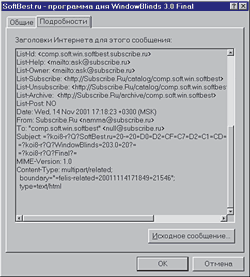 SoftBest.ru - программа дня WindowBlinds 3.0 Final
Общие
Подробности
Заголовки Интернета для этого сообщения:
List-Id: <comp.soft.win.softbest.subscribe.ru>
List-Help: <mailto:ask@subscribe.ru>
List-Owner: <mailto:ask@subscribe.ru>
List-Subscribe: <http://Subscribe.Ru/catalog/comp.soft.win.softbest>
List-Unsubscribe: <http://Subscribe.Ru/catalog/comp.soft.win.softbest>
List-Archive: <http://Subscribe.Ru/archive/comp.soft.win.softbest>
List-Post: NO
Date: Wed, 14 Nov 2001 17:18:23 +0300 (MSK)
From: Subscribe.Ru <namma@subscribe.ru>
To: "comp.soft.win.softbest" <null@subscribe.ru>
Subject: =?koi8-r?Q?SoftBest.ru=20=20=D0=D2=CF=C7=D2=C1=CD=
=?koi8-r?Q?WindowBlinds=203.0=20?=
=?koi8-r?Q?Final?=
MIME-Version: 1.0
Content-Type: multipart/related;
boundary="=felis-related=20011114171849=21546";
type=text/html
Исходное сообщение...
OK
Отмена